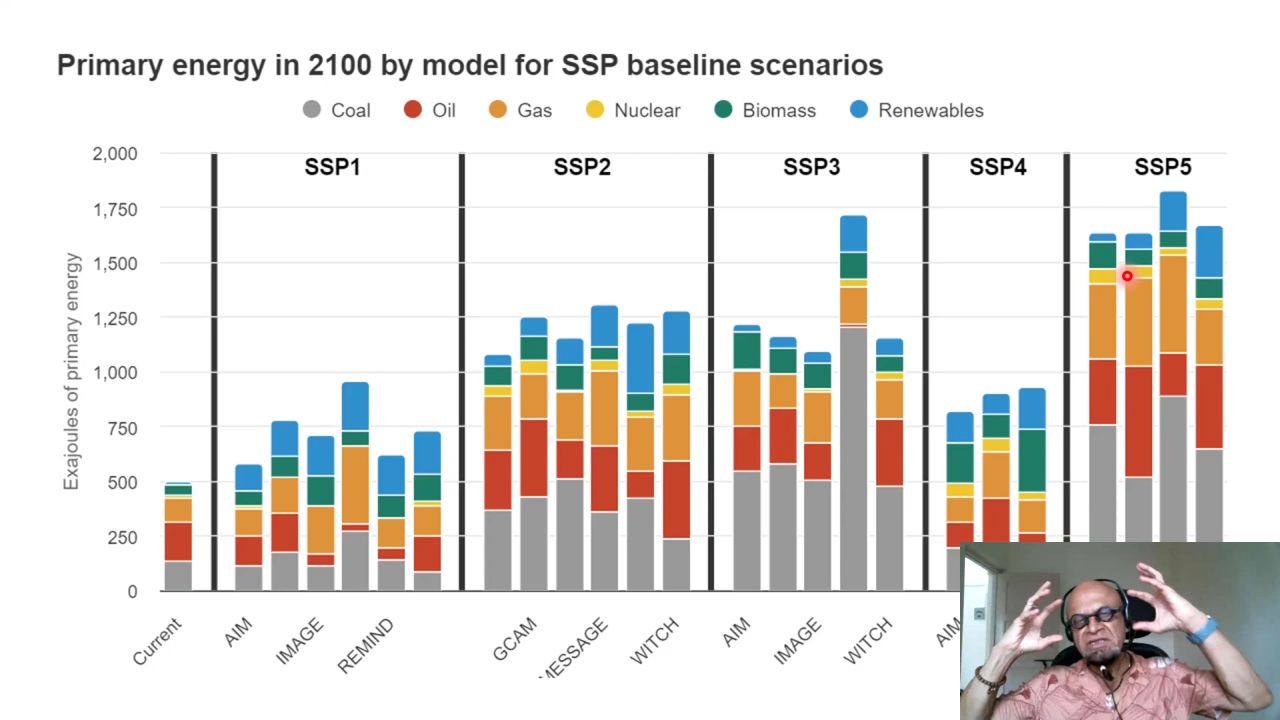 Primary energy in 2100 by model for SSP baseline scenarios
Coal Oil Gas Nuclear Biomass Renewables
SSP1 SSP2 SSP3 SSP4 SSP5
Exajoules of primary energy
2,000
1,750
1,500
1,250
1,000
750
500
250
0
Current AIM IMAGE REMIND GCAM MESSAGE WITCH AIM IMAGE WITCH AIM